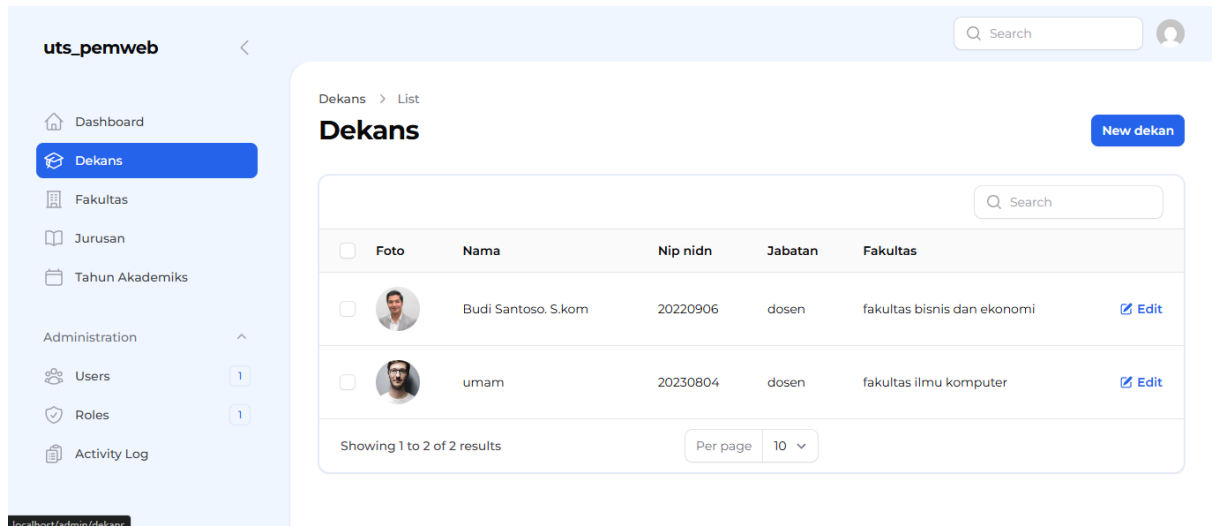 uts_pemweb
Search
Dashboard
Dekans
Fakultas
Jurusan
Tahun Akademiks
Administration
Users 1
Roles 1
Activity Log
Dekans > List
Dekans
New dekan
Search
Foto Nama Nip nidn Jabatan Fakultas
Budi Santoso. S.kom 20220906 dosen fakultas bisnis dan ekonomi Edit
umam 20230804 dosen fakultas ilmu komputer Edit
Showing 1 to 2 of 2 results Per page 10
localhost/admin/dekans